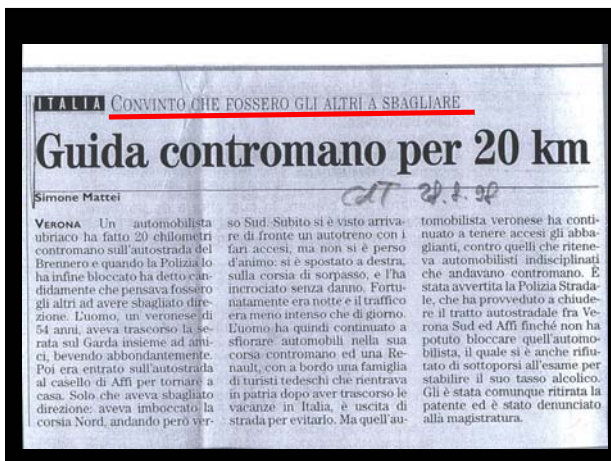 ITALIA CONVINTO CHE FOSSERO GLI ALTRI A SBAGLIARE
Guida contromano per 20 km
Simone Mattei
CdT 28.8.98
VERONA Un automobilista
ubriaco ha fatto 20 chilometri
contromano sull'autostrada del
Brennero e quando la Polizia lo
ha infine bloccato ha detto can-
didamente che pensava fossero
gli altri ad avere sbagliato dire-
zione. L'uomo, un veronese di
54 anni, aveva trascorso la se-
rata sul Garda insieme ad ami-
ci, bevendo abbondantemente.
Poi era entrato sull'autostrada
al casello di Affi per tornare a
casa. Solo che aveva sbagliato
direzione: aveva imboccato la
corsia Nord, andando però ver-
so Sud. Subito si è visto arriva-
re di fronte un autotreno con i
fari accesi, ma non si è perso
d'animo: si è spostato a destra,
sulla corsia di sorpasso, e l'ha
incrociato senza danno. Fortu-
natamente era notte e il traffico
era meno intenso che di giorno.
L'uomo ha quindi continuato a
sfiorare automobili nella sua
corsa contromano ed una Re-
nault, con a bordo una famiglia
di turisti tedeschi che rientrava
in patria dopo aver trascorso le
vacanze in Italia, è uscita di
strada per evitarlo. Ma quell'au-
tomobilista veronese ha conti-
nuato a tenere accesi gli abba-
glianti, contro quelli che ritene-
va automobilisti indisciplinati
che andavano contromano. È
stata avvertita la Polizia Strada-
le, che ha provveduto a chiude-
re il tratto autostradale fra Ve-
rona Sud ed Affi finché non ha
potuto bloccare quell'automo-
bilista, il quale si è anche rifiu-
tato di sottoporsi all'esame per
stabilire il suo tasso alcolico.
Gli è stata comunque ritirata la
patente ed è stato denunciato
alla magistratura.